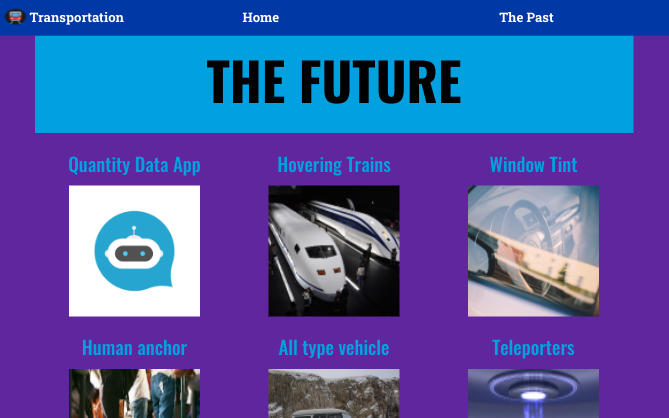 Transportation
Home
The Past
THE FUTURE
Quantity Data App
Hovering Trains
Window Tint
Human anchor
All type vehicle
Teleporters